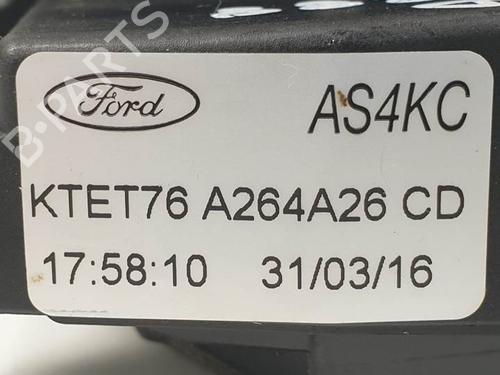 Ford
AS4KC
KTET76 A264A26 CD
17:58:10 31/03/16
B-PARTS